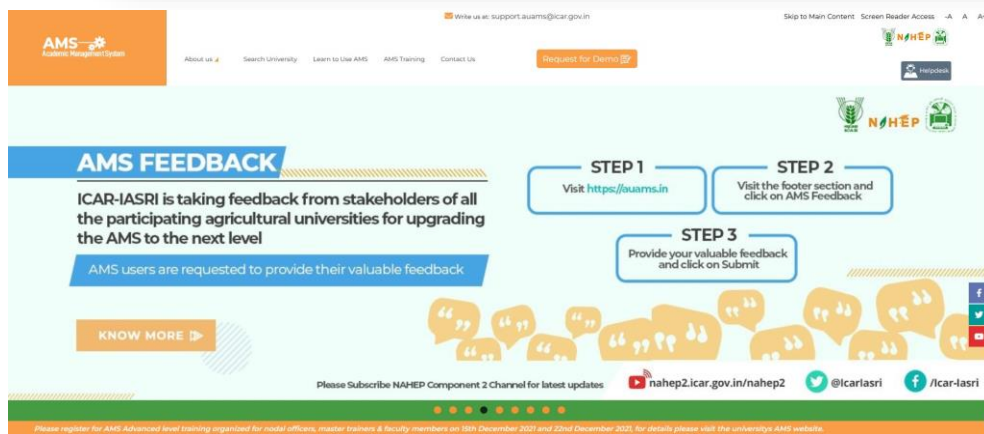 Write us at: support.auams@icar.gov.in
Skip to Main Content Screen Reader Access -A A A+
AMS
Academic Management System
NAHEP
About us
Search University
Learn to Use AMS
AMS Training
Contact Us
Request for Demo
Helpdesk
NAHEP
AMS FEEDBACK
ICAR-IASRI is taking feedback from stakeholders of all
the participating agricultural universities for upgrading
the AMS to the next level
AMS users are requested to provide their valuable feedback
KNOW MORE
STEP 1
Visit https://auams.in
STEP 2
Visit the footer section and
click on AMS Feedback
STEP 3
Provide your valuable feedback
and click on Submit
Please Subscribe NAHEP Component 2 Channel for latest updates
nahep2.icar.gov.in/nahep2
@Icariasri
/Icar-Iasri
Please register for AMS Advanced level training organized for nodal officers, master trainers & faculty members on 15th December 2021 and 22nd December 2021, for details please visit the universitys AMS website.